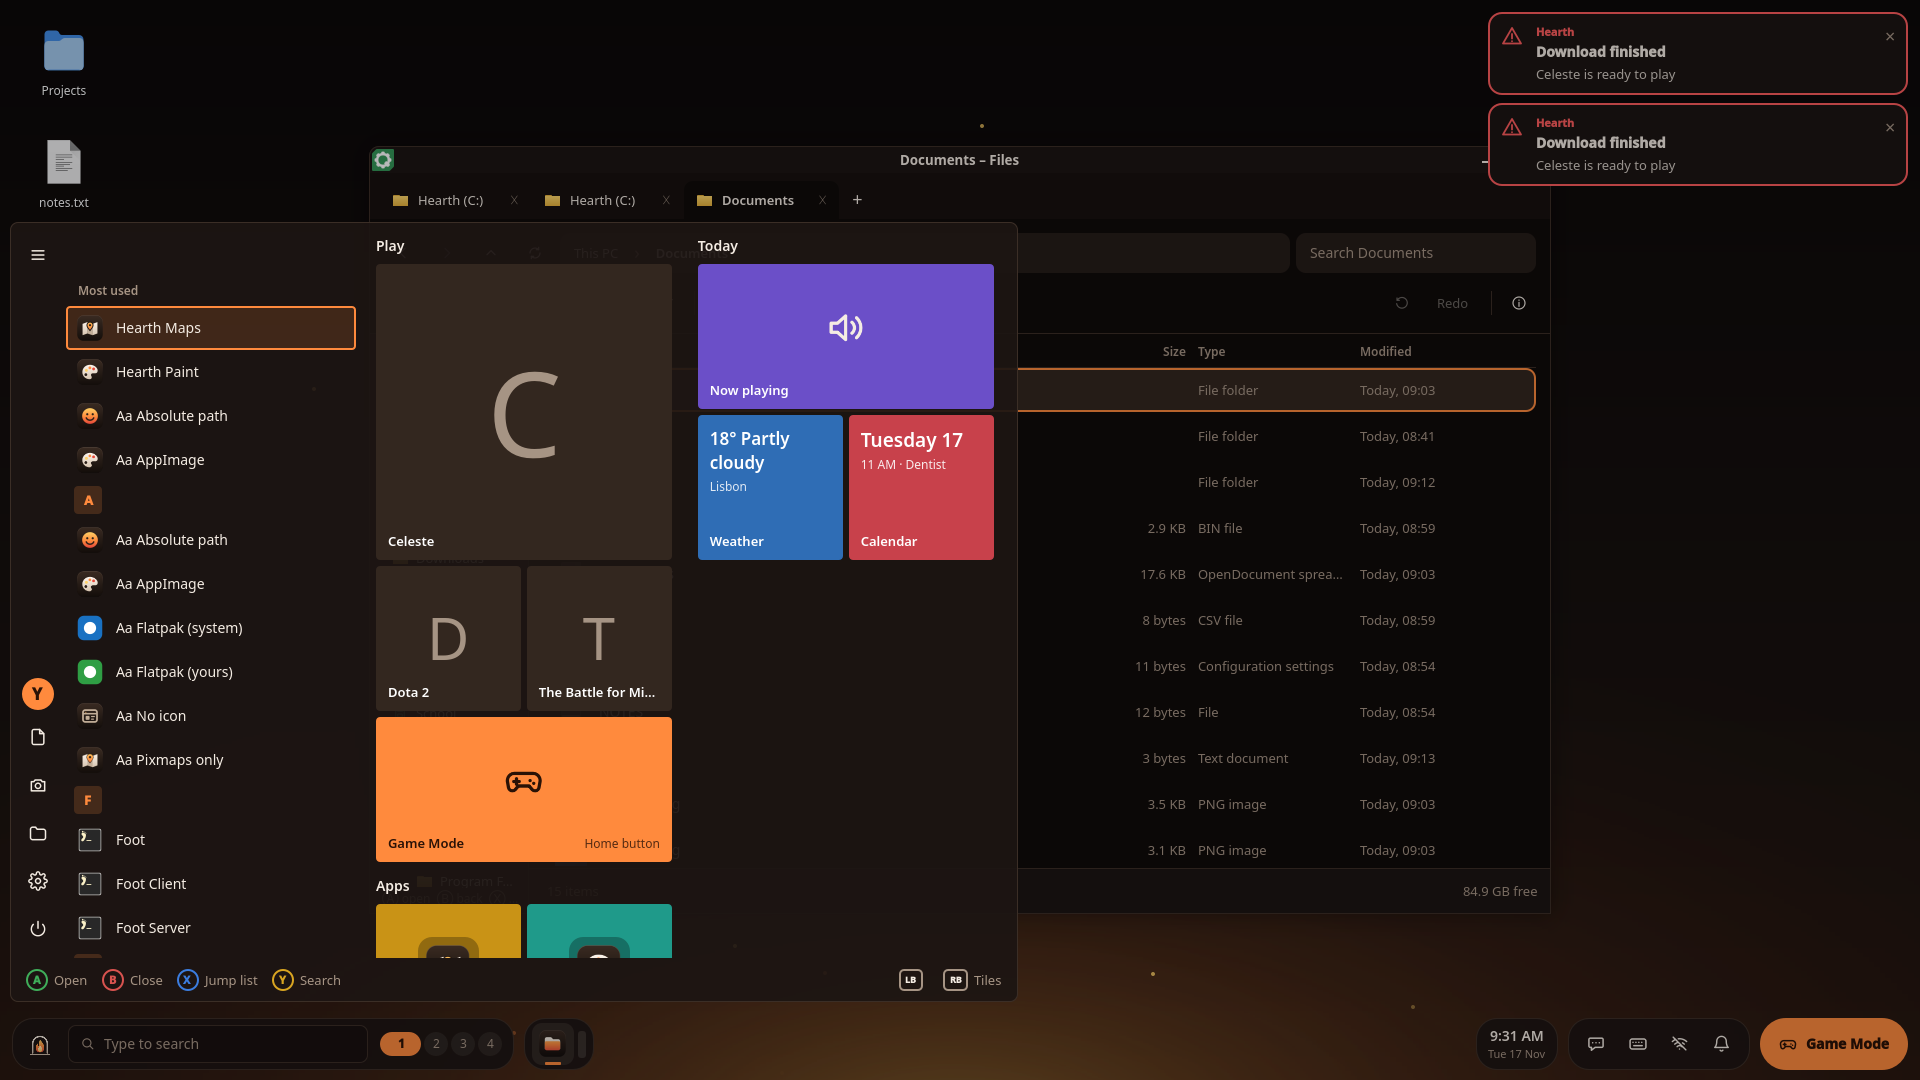 Projects
notes.txt
Hearth
Download finished
Celeste is ready to play
Hearth
Download finished
Celeste is ready to play
Documents – Files
Hearth (C:)
Hearth (C:)
Documents
This PC
Documents
Search Documents
Redo
Size Type Modified
File folder Today, 09:03
File folder Today, 08:41
File folder Today, 09:12
2.9 KB BIN file Today, 08:59
17.6 KB OpenDocument sprea... Today, 09:03
8 bytes CSV file Today, 08:59
11 bytes Configuration settings Today, 08:54
12 bytes File Today, 08:54
3 bytes Text document Today, 09:13
3.5 KB PNG image Today, 09:03
3.1 KB PNG image Today, 09:03
84.9 GB free
Most used
Hearth Maps
Hearth Paint
Aa Absolute path
Aa AppImage
A
Aa Absolute path
Aa AppImage
Aa Flatpak (system)
Aa Flatpak (yours)
Aa No icon
Aa Pixmaps only
F
Foot
Foot Client
Foot Server
Y
Play
C
Celeste
D
Dota 2
T
The Battle for Mi...
Game Mode Home button
Apps
Program F...
15 items
Today
Now playing
18° Partly cloudy
Lisbon
Weather
Tuesday 17
11 AM · Dentist
Calendar
A Open B Close X Jump list Y Search
LB RB Tiles
Type to search
1 2 3 4
9:31 AM
Tue 17 Nov
Game Mode